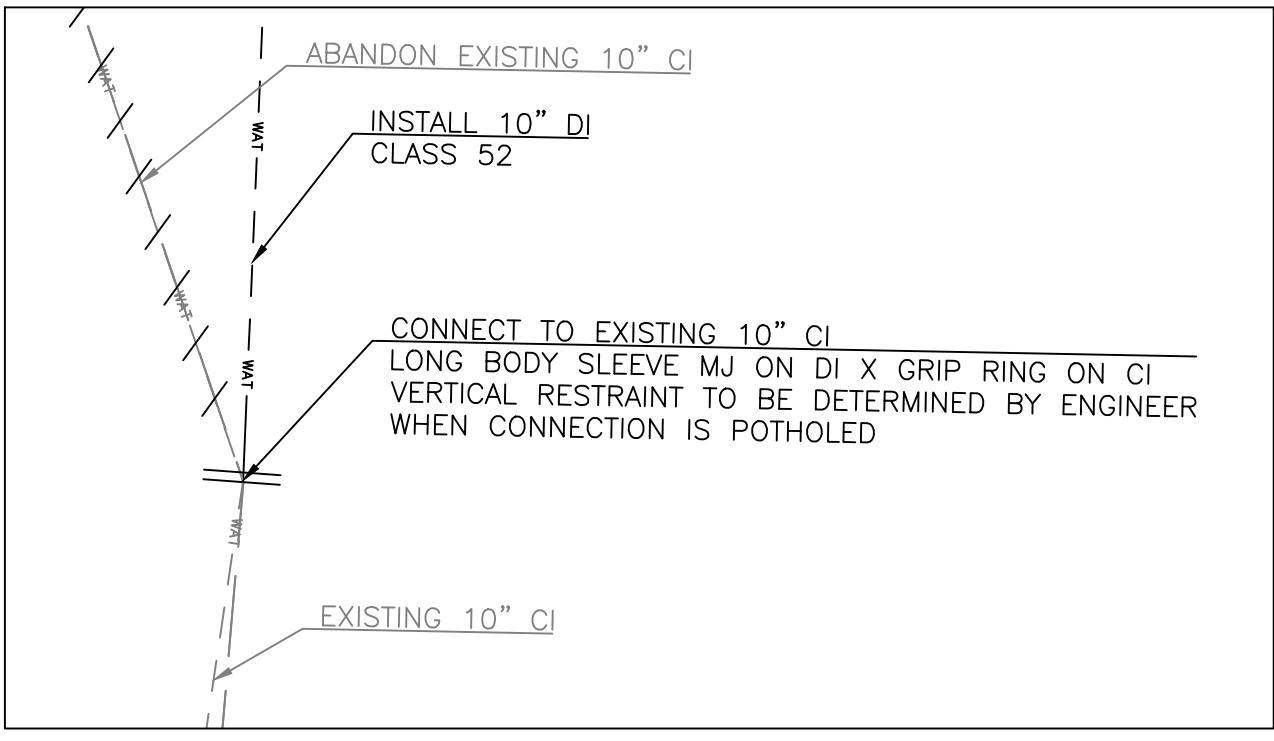 ABANDON EXISTING 10" CI
WAT
WAT
INSTALL 10" DI
CLASS 52
WAT
CONNECT TO EXISTING 10" CI
LONG BODY SLEEVE MJ ON DI X GRIP RING ON CI
VERTICAL RESTRAINT TO BE DETERMINED BY ENGINEER
WHEN CONNECTION IS POTHOLED
WAT
WAT
EXISTING 10" CI